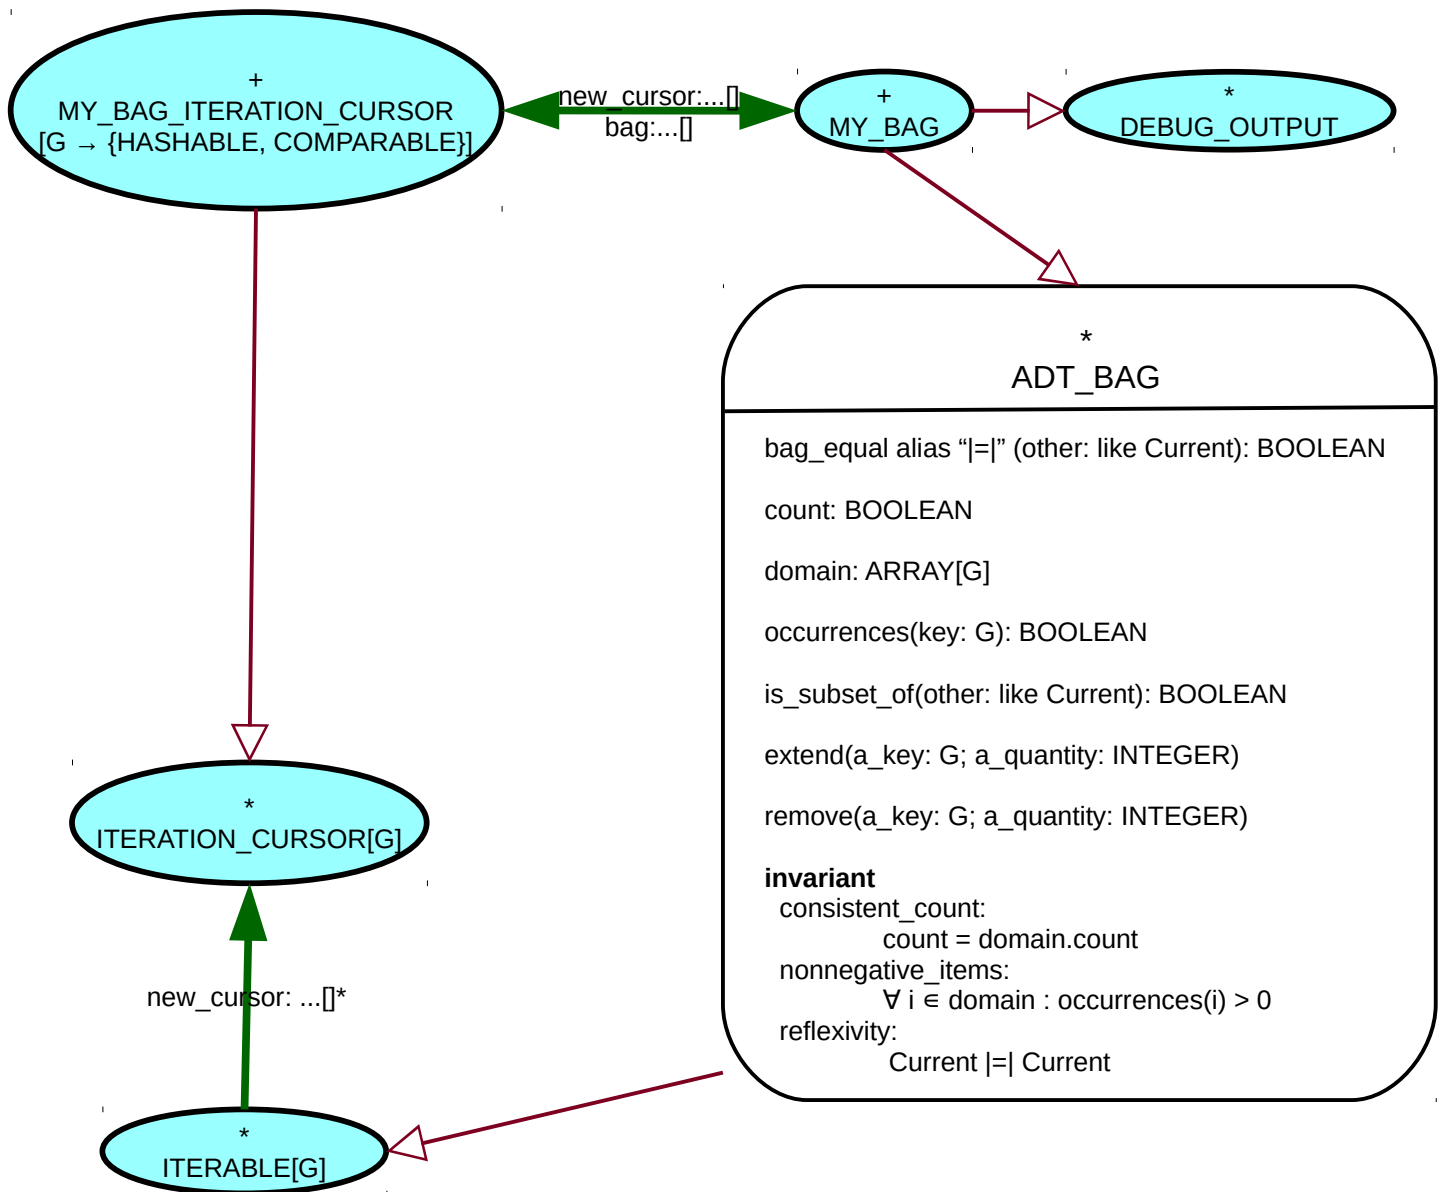 +
MY_BAG_ITERATION_CURSOR
[G → {HASHABLE, COMPARABLE}]
new_cursor:...[]
bag:...[]
+
MY_BAG
*
DEBUG_OUTPUT
*
ADT_BAG
bag_equal alias “|=|” (other: like Current): BOOLEAN
count: BOOLEAN
domain: ARRAY[G]
occurrences(key: G): BOOLEAN
is_subset_of(other: like Current): BOOLEAN
extend(a_key: G; a_quantity: INTEGER)
remove(a_key: G; a_quantity: INTEGER)
invariant
consistent_count:
count = domain.count
nonnegative_items:
∀ i ∊ domain : occurrences(i) > 0
reflexivity:
Current |=| Current
*
ITERATION_CURSOR[G]
new_cursor: ...[]*
*
ITERABLE[G]